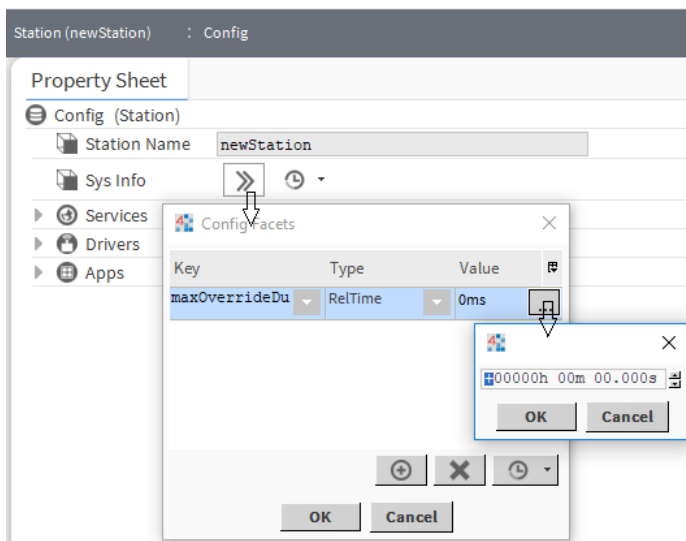 Station (newStation) : Config
Property Sheet
Config (Station)
Station Name newStation
Sys Info
Services
Drivers
Apps
Config Facets
Key Type Value
maxOverrideDu RelTime 0ms ...
+00000h 00m 00.000s
OK Cancel
OK Cancel